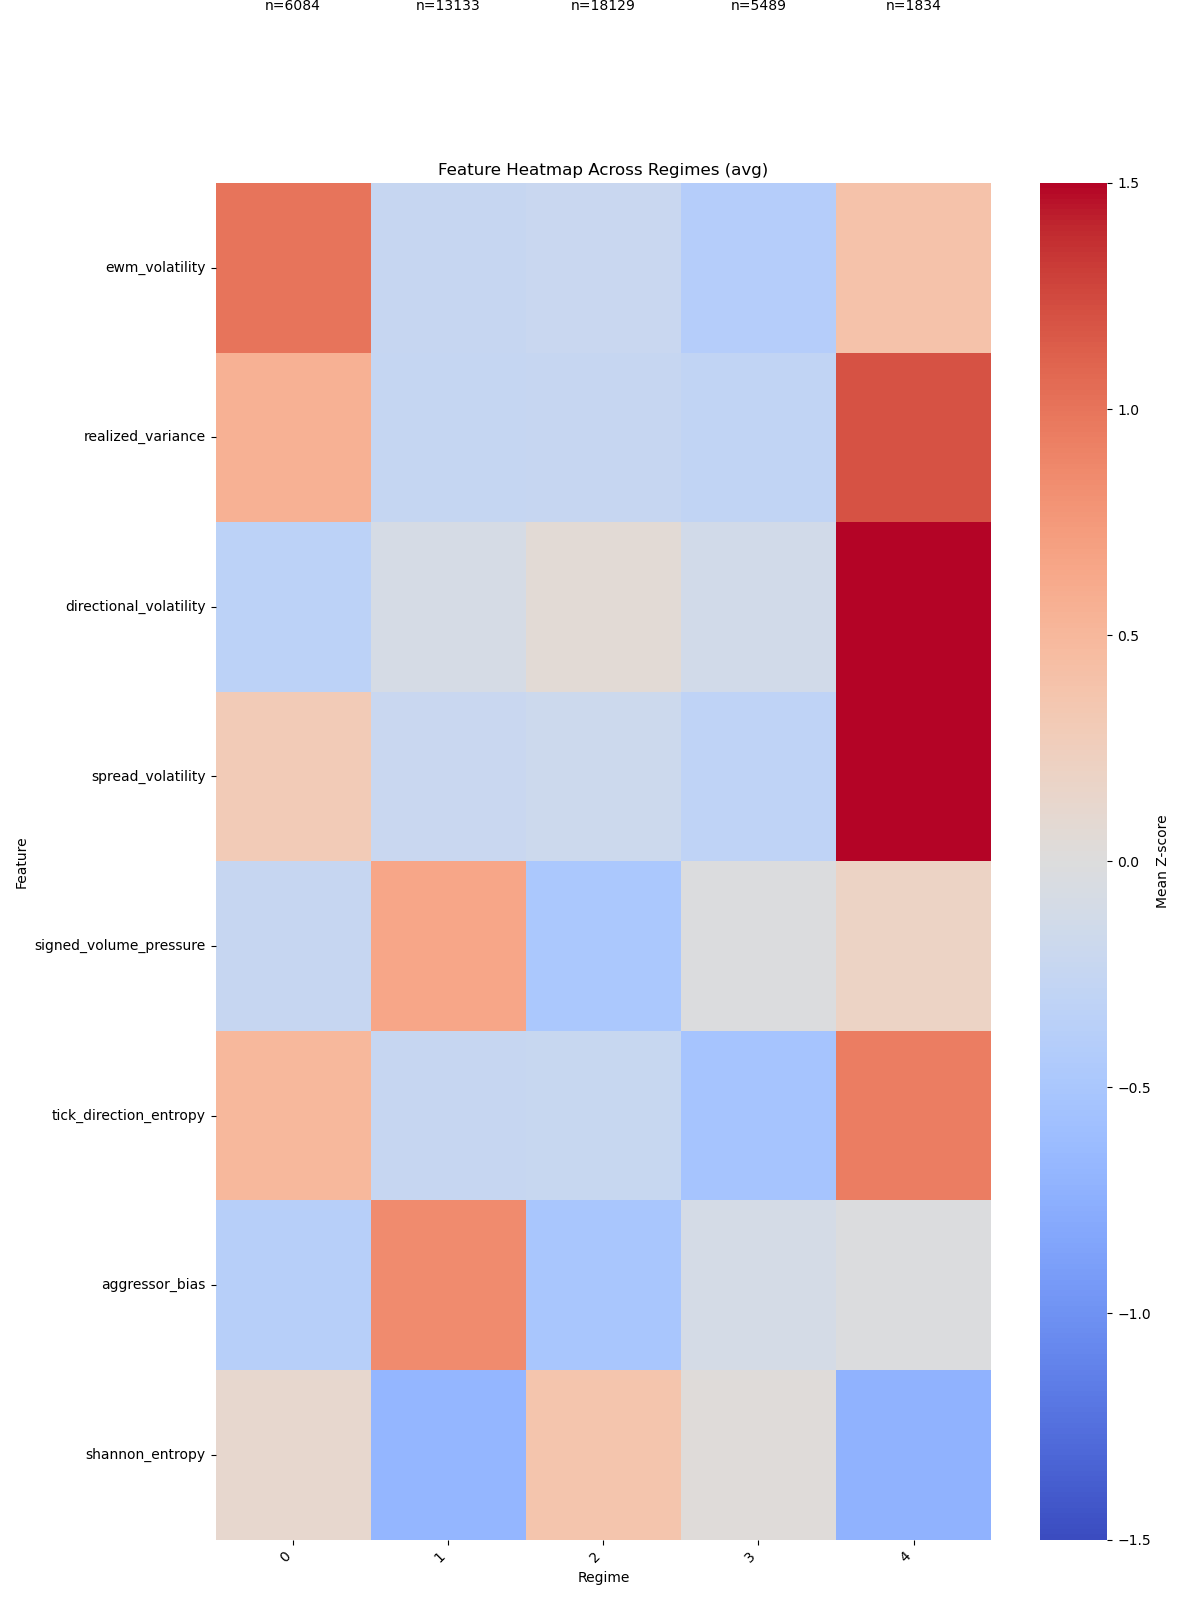 n=6084 n=13133 n=18129 n=5489 n=1834
Feature Heatmap Across Regimes (avg)
ewm_volatility
realized_variance
directional_volatility
spread_volatility
signed_volume_pressure
tick_direction_entropy
aggressor_bias
shannon_entropy
Feature
0 1 2 3 4
Regime
1.5
1.0
0.5
0.0
−0.5
−1.0
−1.5
Mean Z-score